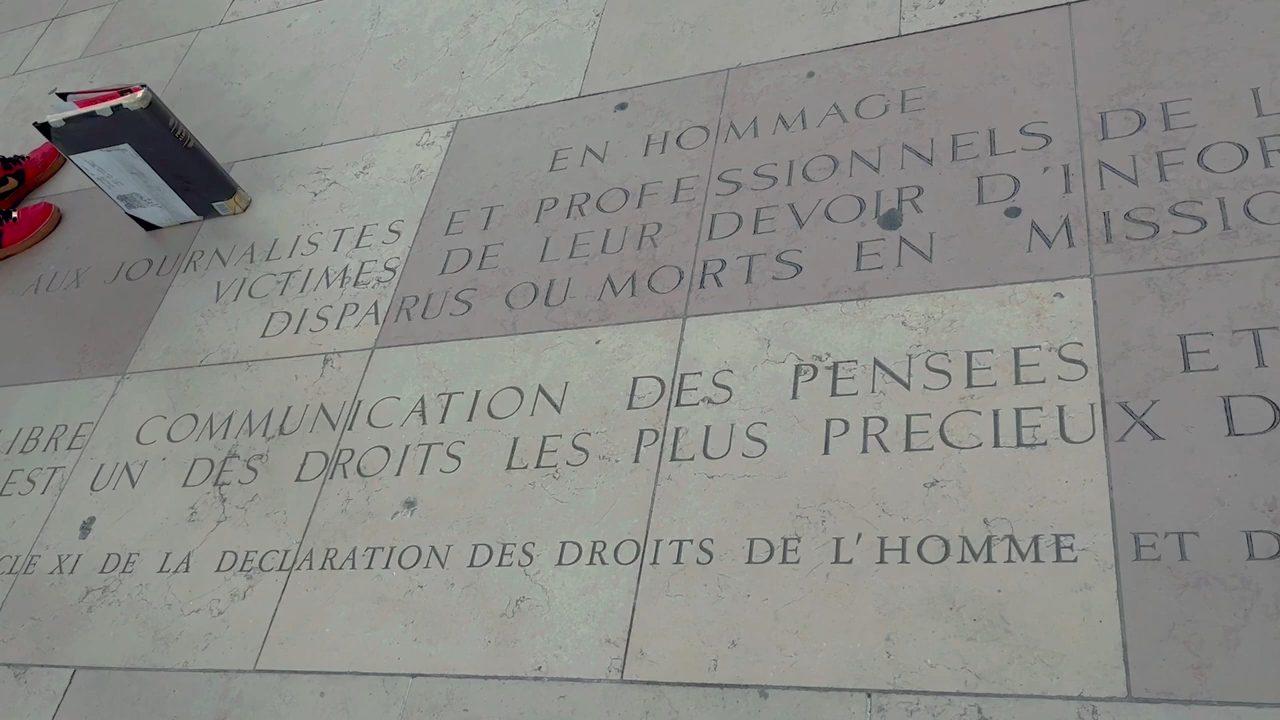 EN HOMMAGE
AUX JOURNALISTES ET PROFESSIONNELS DE L
VICTIMES DE LEUR DEVOIR D'INFOR
DISPARUS OU MORTS EN MISSIO
LIBRE COMMUNICATION DES PENSEES ET
EST UN DES DROITS LES PLUS PRECIEUX D
CLE XI DE LA DECLARATION DES DROITS DE L'HOMME ET D